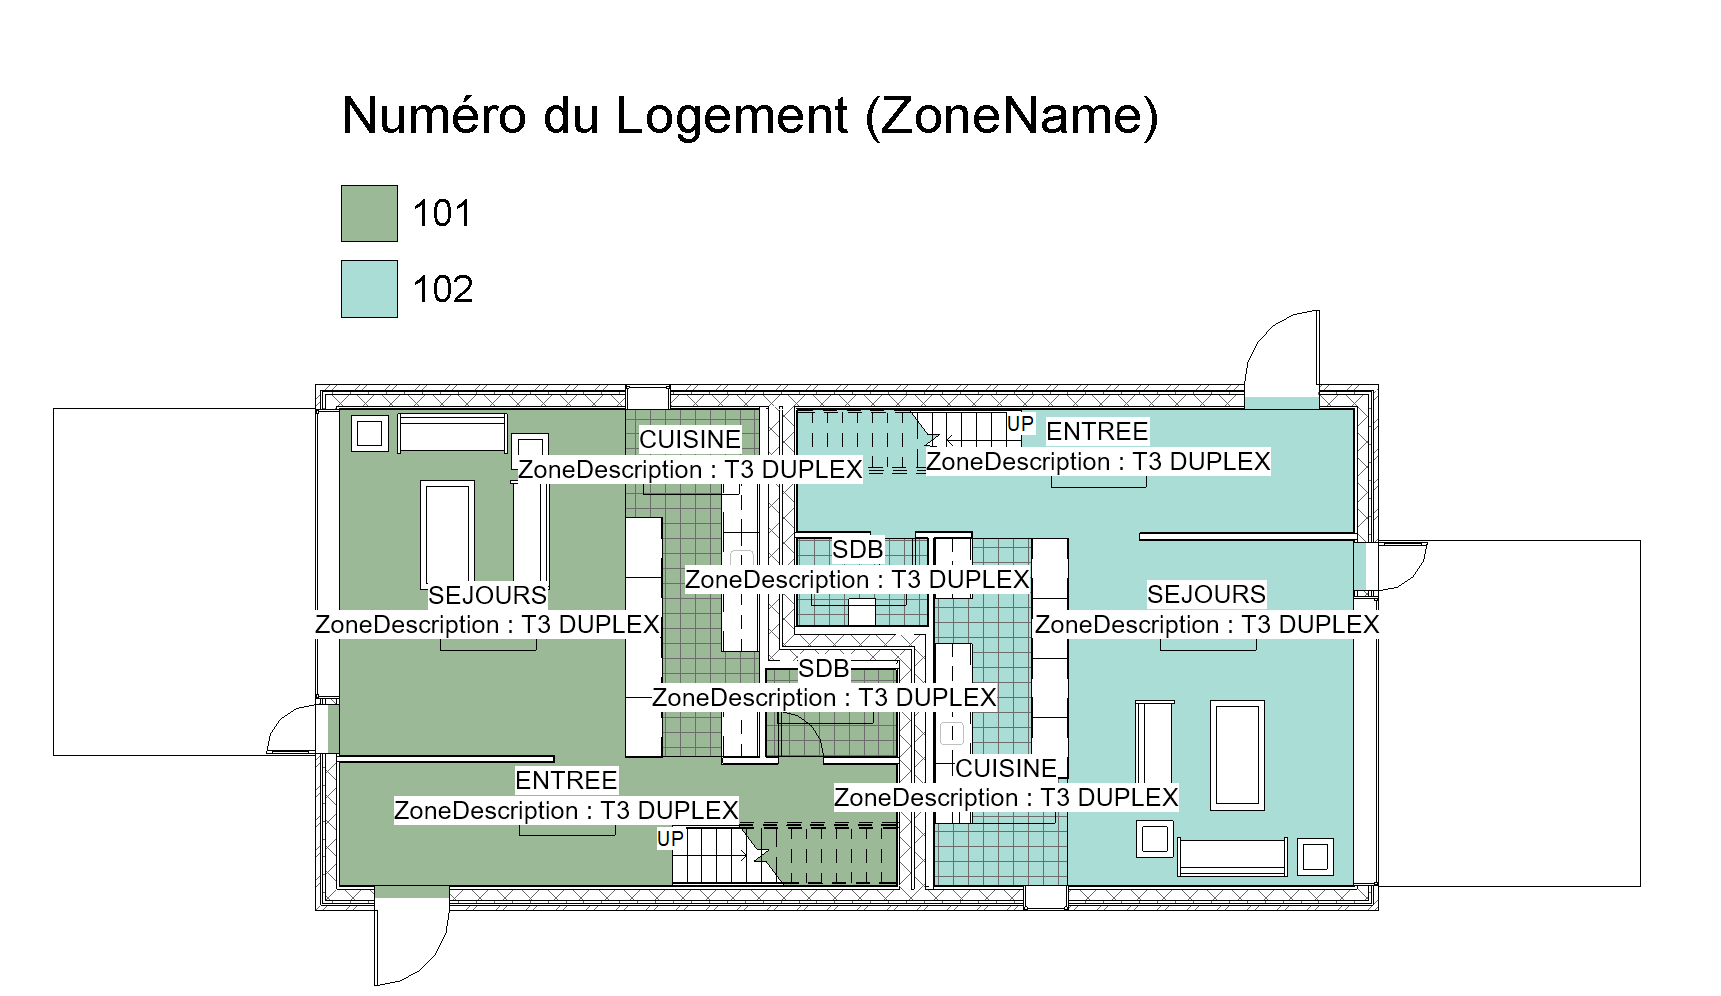 Numéro du Logement (ZoneName)
101
102
CUISINE
ZoneDescription : T3 DUPLEX
UP
ENTREE
ZoneDescription : T3 DUPLEX
SDB
ZoneDescription : T3 DUPLEX
SEJOURS
ZoneDescription : T3 DUPLEX
SEJOURS
ZoneDescription : T3 DUPLEX
SDB
ZoneDescription : T3 DUPLEX
ENTREE
ZoneDescription : T3 DUPLEX
UP
CUISINE
ZoneDescription : T3 DUPLEX